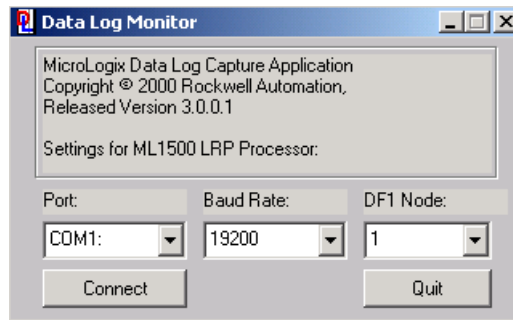 Data Log Monitor
MicroLogix Data Log Capture Application
Copyright © 2000 Rockwell Automation,
Released Version 3.0.0.1
Settings for ML1500 LRP Processor:
Port: Baud Rate: DF1 Node:
COM1: 19200 1
Connect Quit